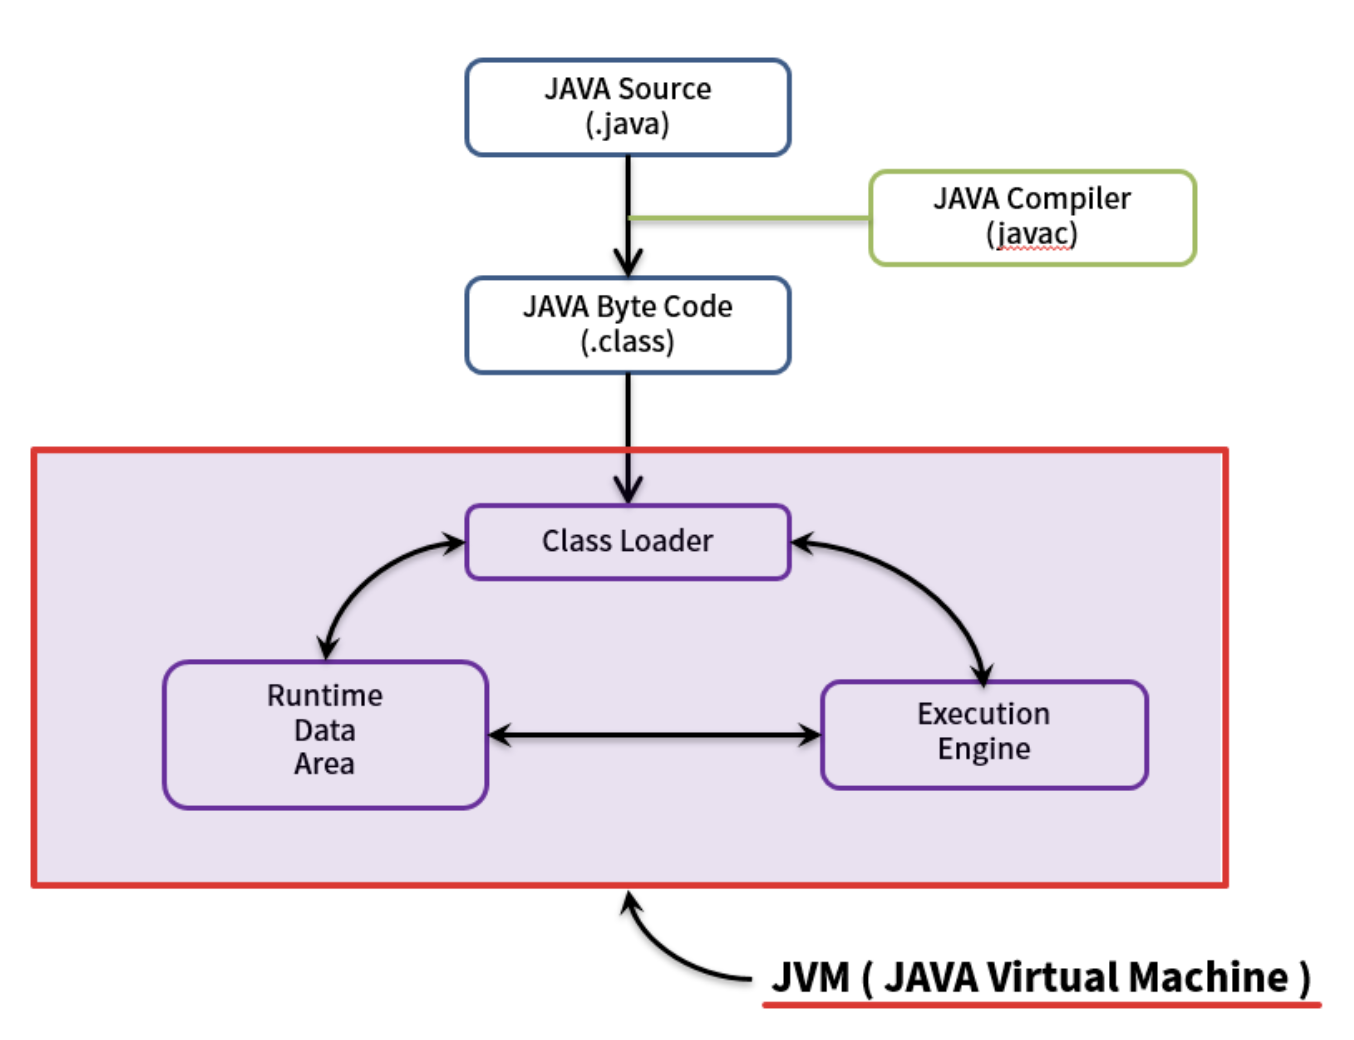 JAVA Source
(.java)
JAVA Compiler
(javac)
JAVA Byte Code
(.class)
Class Loader
Runtime
Data
Area
Execution
Engine
JVM ( JAVA Virtual Machine )